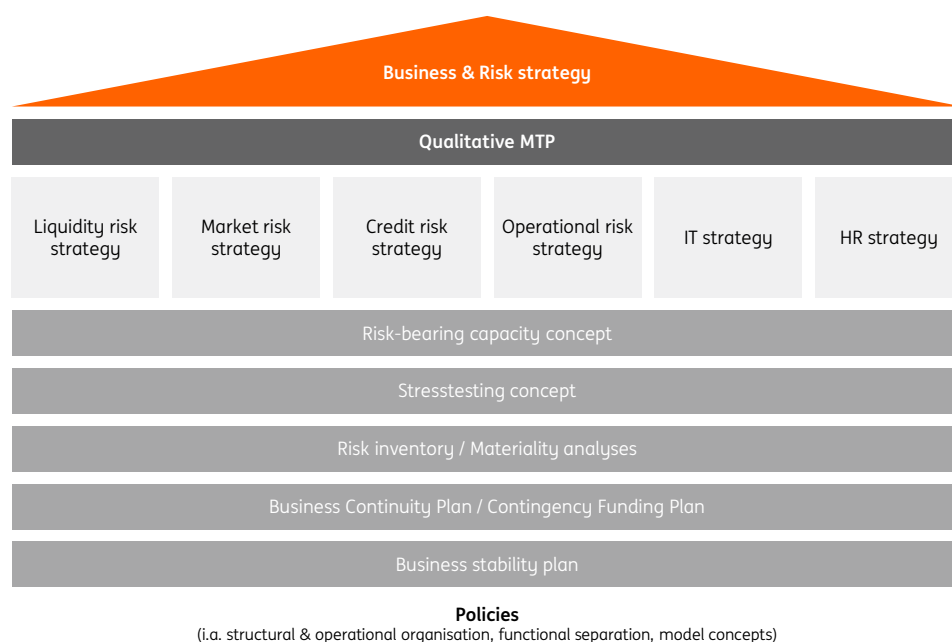 Business & Risk strategy
Qualitative MTP
Liquidity risk
strategy
Market risk
strategy
Credit risk
strategy
Operational risk
strategy
IT strategy
HR strategy
Risk-bearing capacity concept
Stresstesting concept
Risk inventory / Materiality analyses
Business Continuity Plan / Contingency Funding Plan
Business stability plan
Policies
(i.a. structural & operational organisation, functional separation, model concepts)